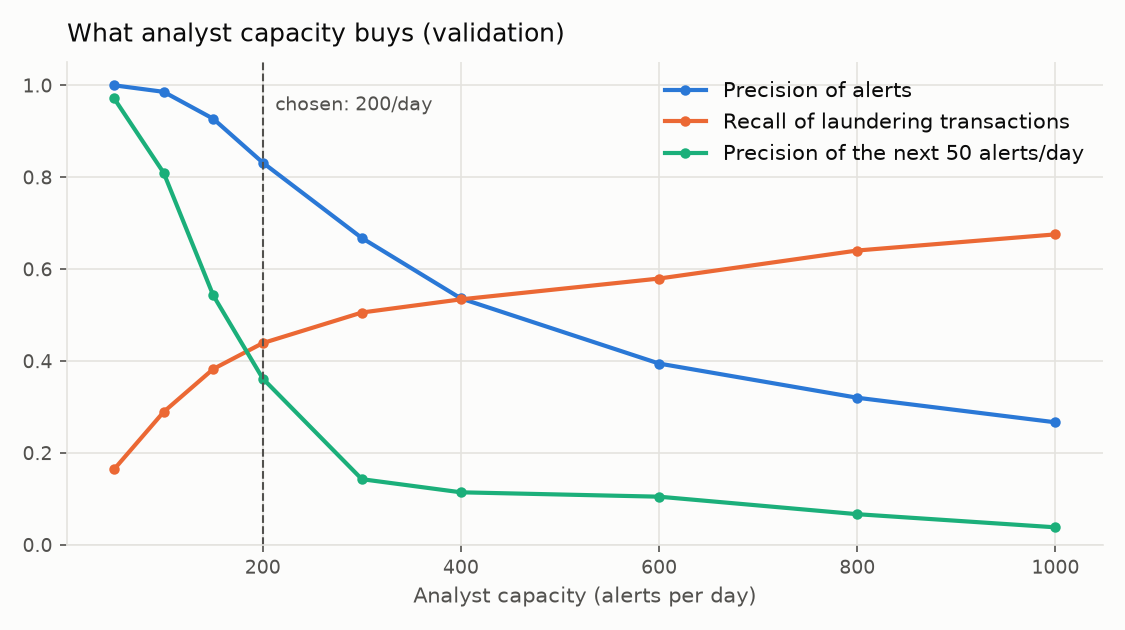 What analyst capacity buys (validation)
chosen: 200/day
Precision of alerts
Recall of laundering transactions
Precision of the next 50 alerts/day
1.0
0.8
0.6
0.4
0.2
0.0
200 400 600 800 1000
Analyst capacity (alerts per day)